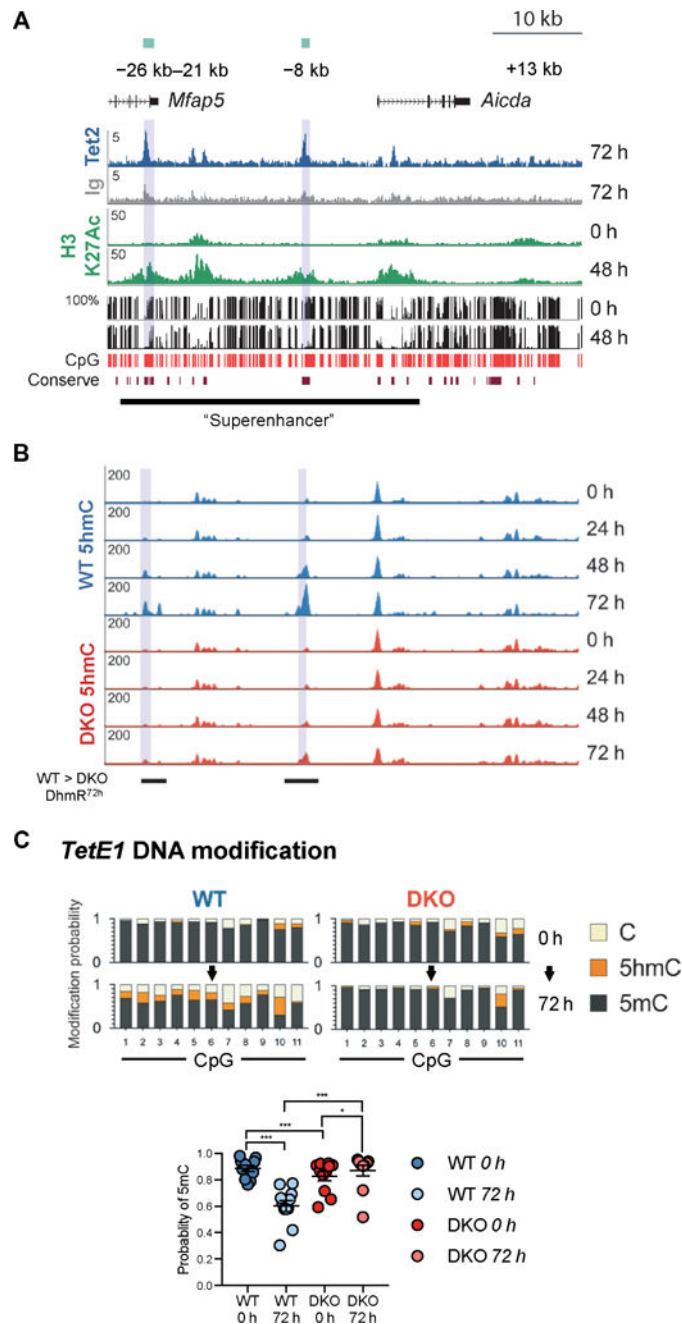 A
10 kb
−26 kb–21 kb −8 kb +13 kb
Mfap5 Aicda
Tet2 5 72 h
Ig 5 72 h
H3 K27Ac 50 0 h
50 48 h
100% 0 h
48 h
CpG
Conserve
“Superenhancer”
B
WT 5hmC
200 0 h
200 24 h
200 48 h
200 72 h
DKO 5hmC
200 0 h
200 24 h
200 48 h
200 72 h
WT > DKO
DhmR72h
C TetE1 DNA modification
WT DKO
Modification probability
1 0 h
0
1 72 h
0
C
5hmC
5mC
1 2 3 4 5 6 7 8 9 10 11 1 2 3 4 5 6 7 8 9 10 11
CpG CpG
***
*** *
***
Probablity of 5mC
1.0
0.8
0.6
0.4
0.2
0.0
WT 0 h
WT 72 h
DKO 0 h
DKO 72 h
WT WT DKO DKO
0 h 72 h 0 h 72 h